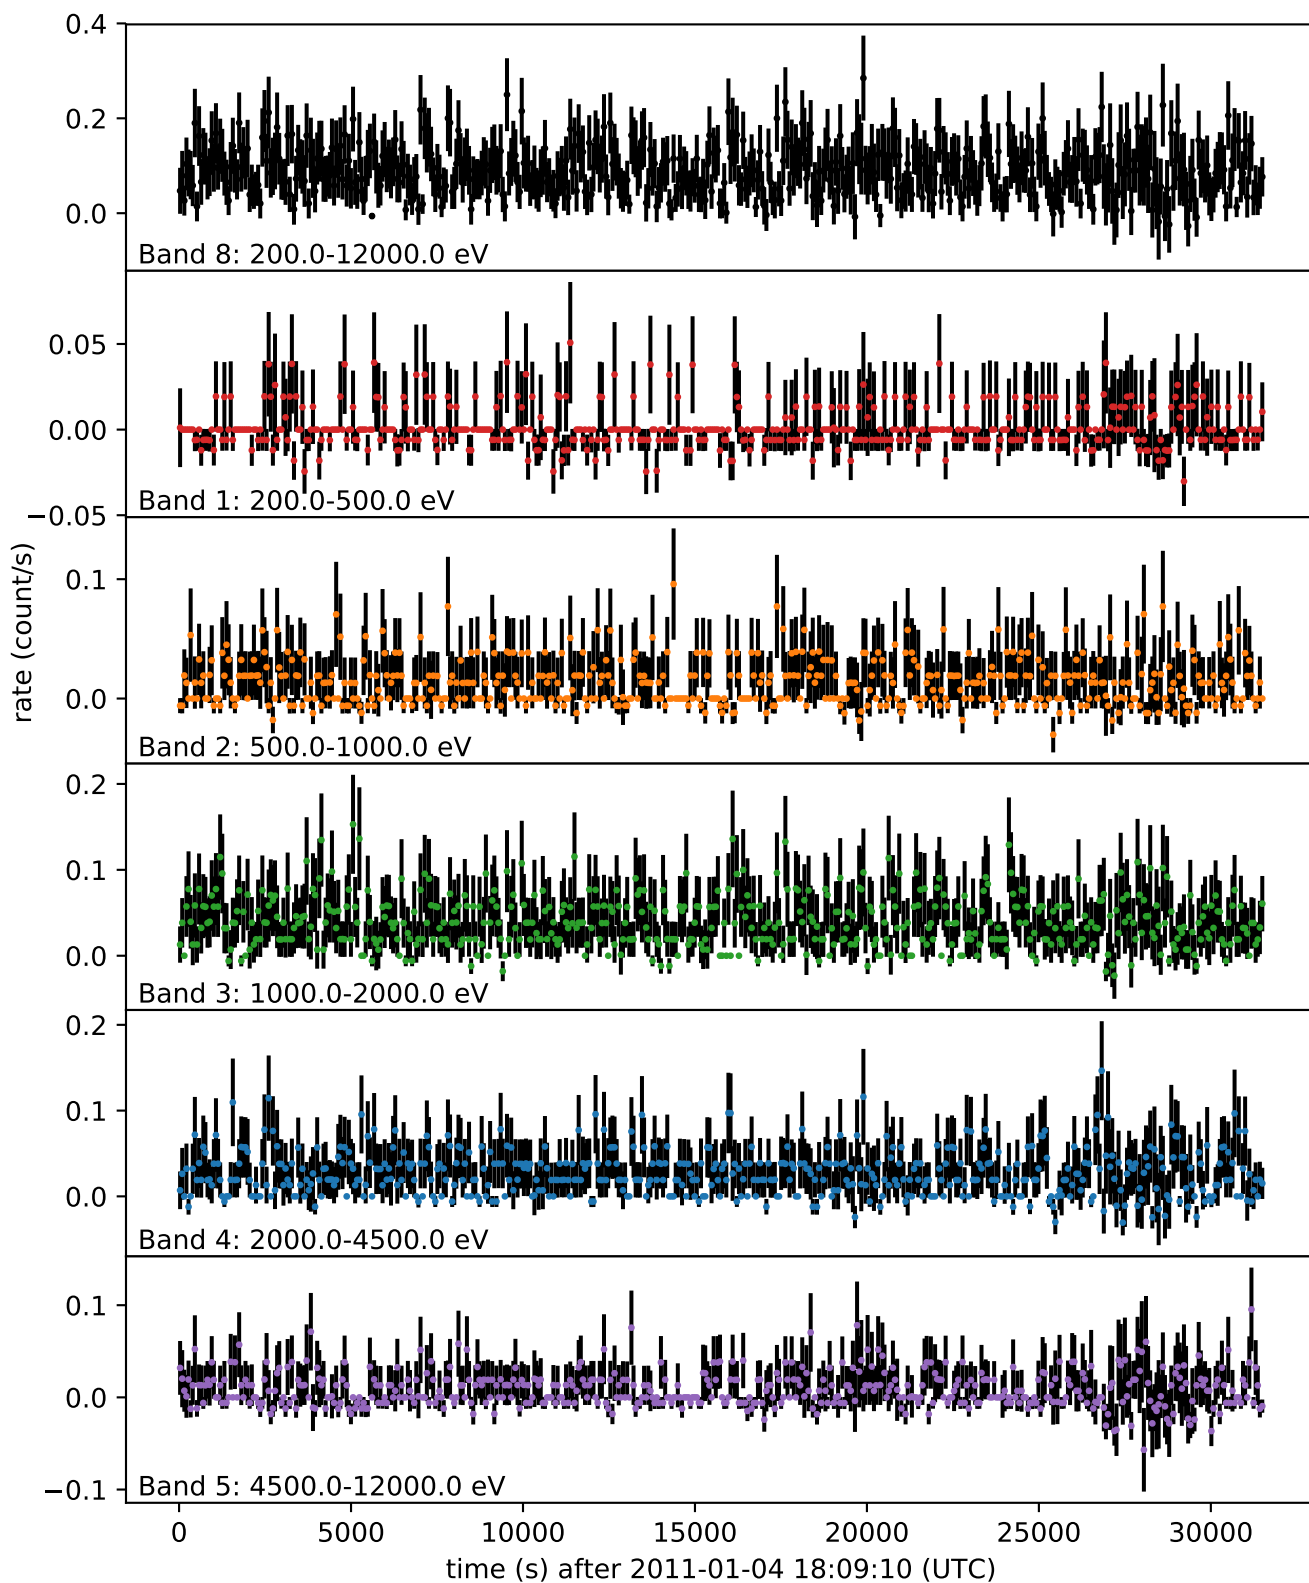 0.4
0.2
0.0
Band 8: 200.0-12000.0 eV
0.05
0.00
−0.05
Band 1: 200.0-500.0 eV
0.1
0.0
Band 2: 500.0-1000.0 eV
rate (count/s)
0.2
0.1
0.0
Band 3: 1000.0-2000.0 eV
0.2
0.1
0.0
Band 4: 2000.0-4500.0 eV
0.1
0.0
−0.1
Band 5: 4500.0-12000.0 eV
0 5000 10000 15000 20000 25000 30000
time (s) after 2011-01-04 18:09:10 (UTC)